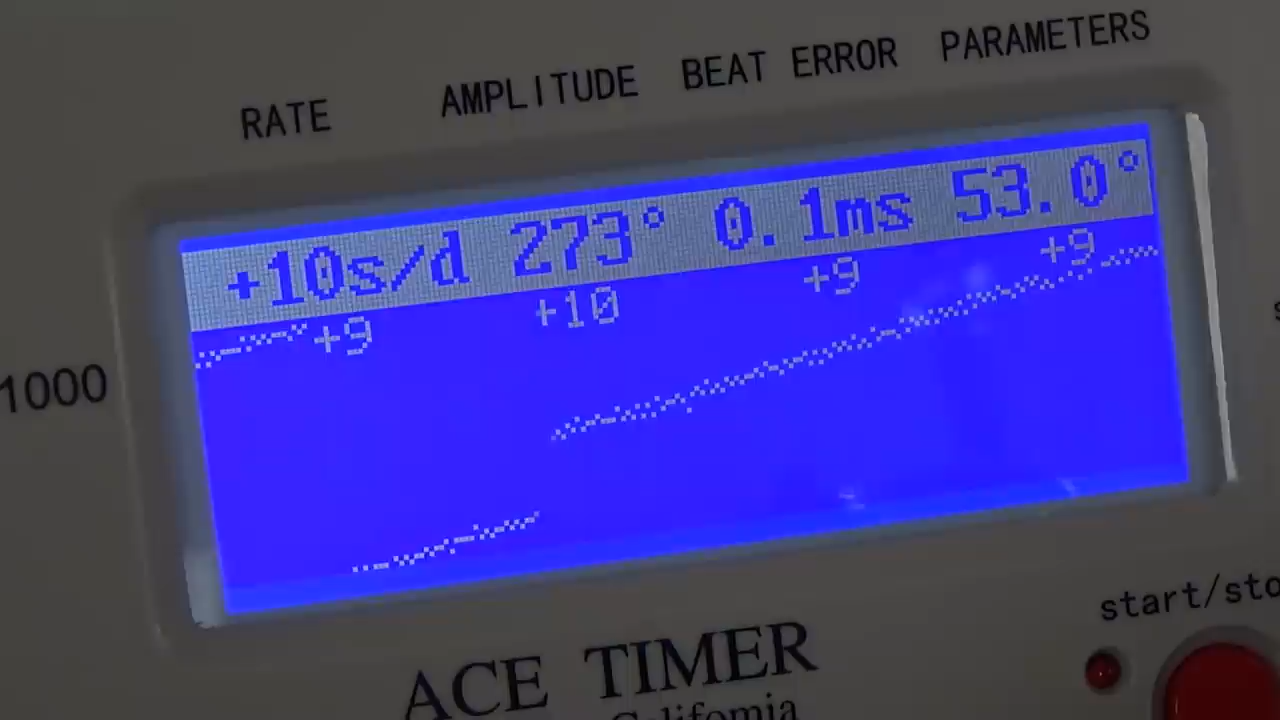 RATE AMPLITUDE BEAT ERROR PARAMETERS
+10s/d 273° 0.1ms 53.0°
+9 +10 +9 +9
1000
start/sto
ACE TIMER
California